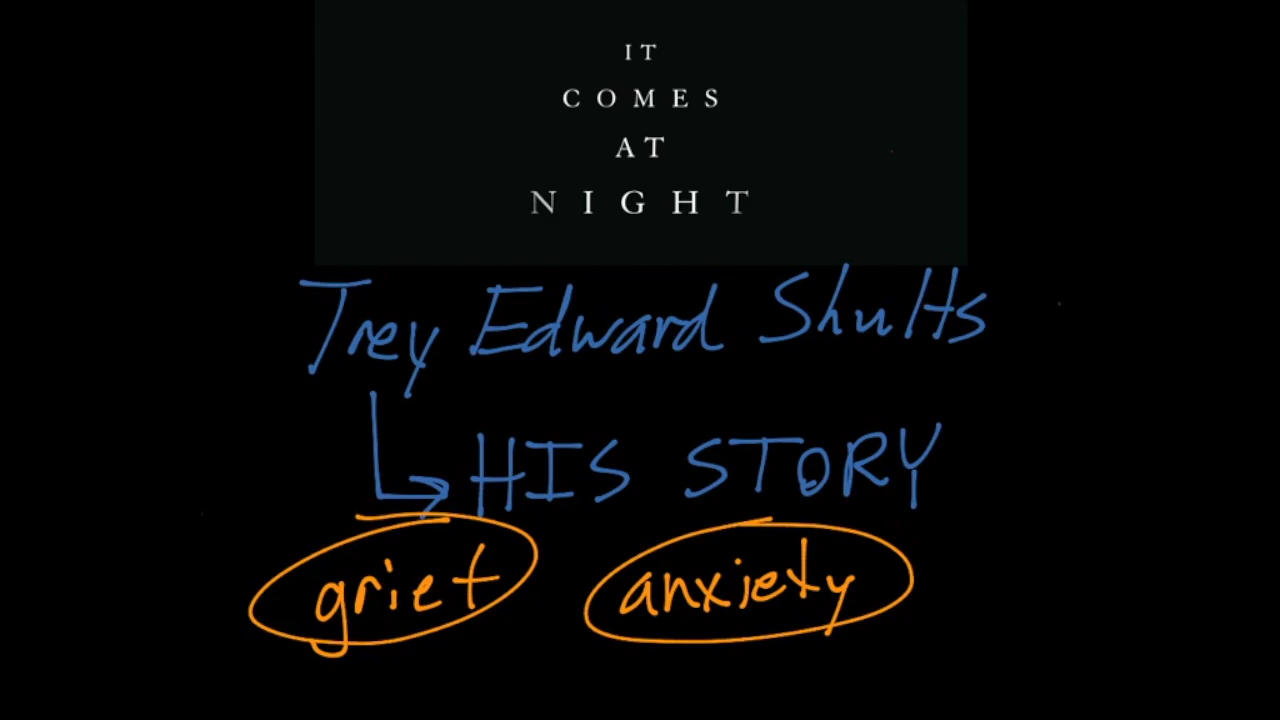 IT
COMES
AT
NIGHT
Trey Edward Shults
HIS STORY
grief anxiety